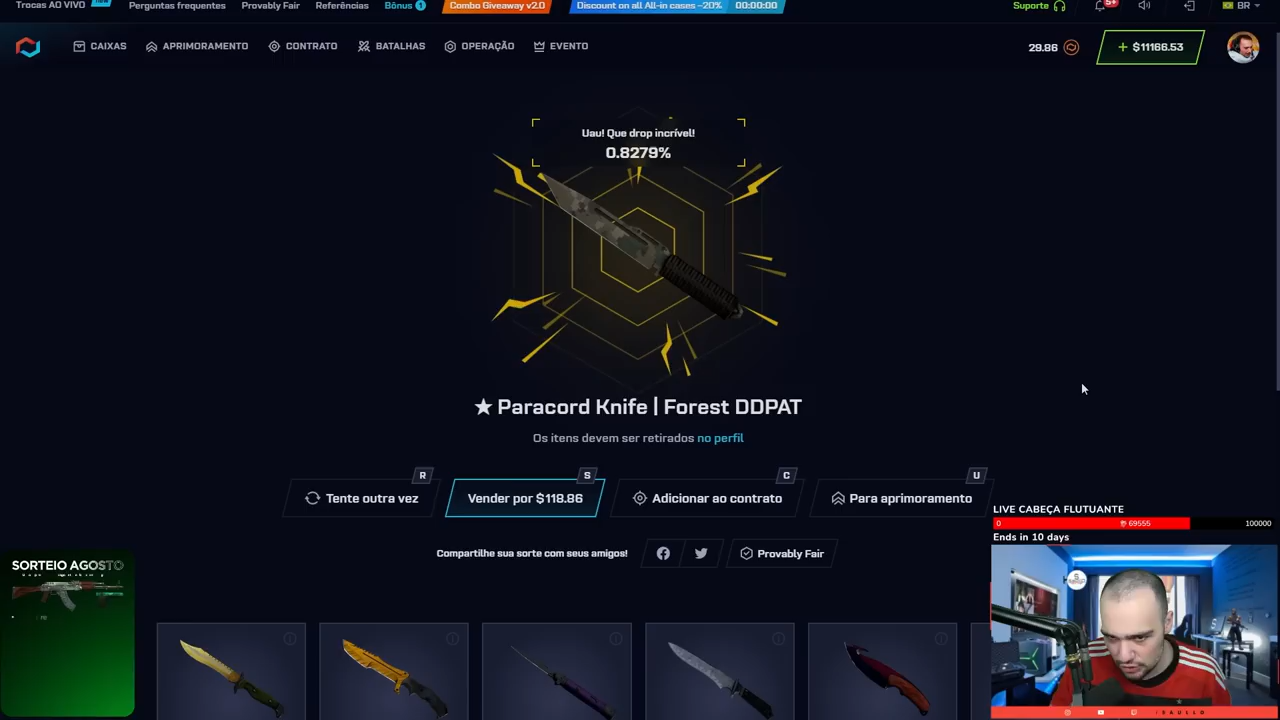 Trocas AO VIVO
Perguntas frequentes
Provably Fair
Referências
Bônus 1
Combo Giveaway v2.0
Discount on all All-in cases –20% 00:00:00
Suporte
5+
BR
CAIXAS
APRIMORAMENTO
CONTRATO
BATALHAS
OPERAÇÃO
EVENTO
29.86
+ $11166.53
Uau! Que drop incrível!
0.8279%
★ Paracord Knife | Forest DDPAT
Os itens devem ser retirados no perfil
R
Tente outra vez
S
Vender por $118.86
C
Adicionar ao contrato
U
Para aprimoramento
Compartilhe sua sorte com seus amigos!
Provably Fair
LIVE CABEÇA FLUTUANTE
0 69555 100000
Ends in 10 days
SORTEIO AGOSTO